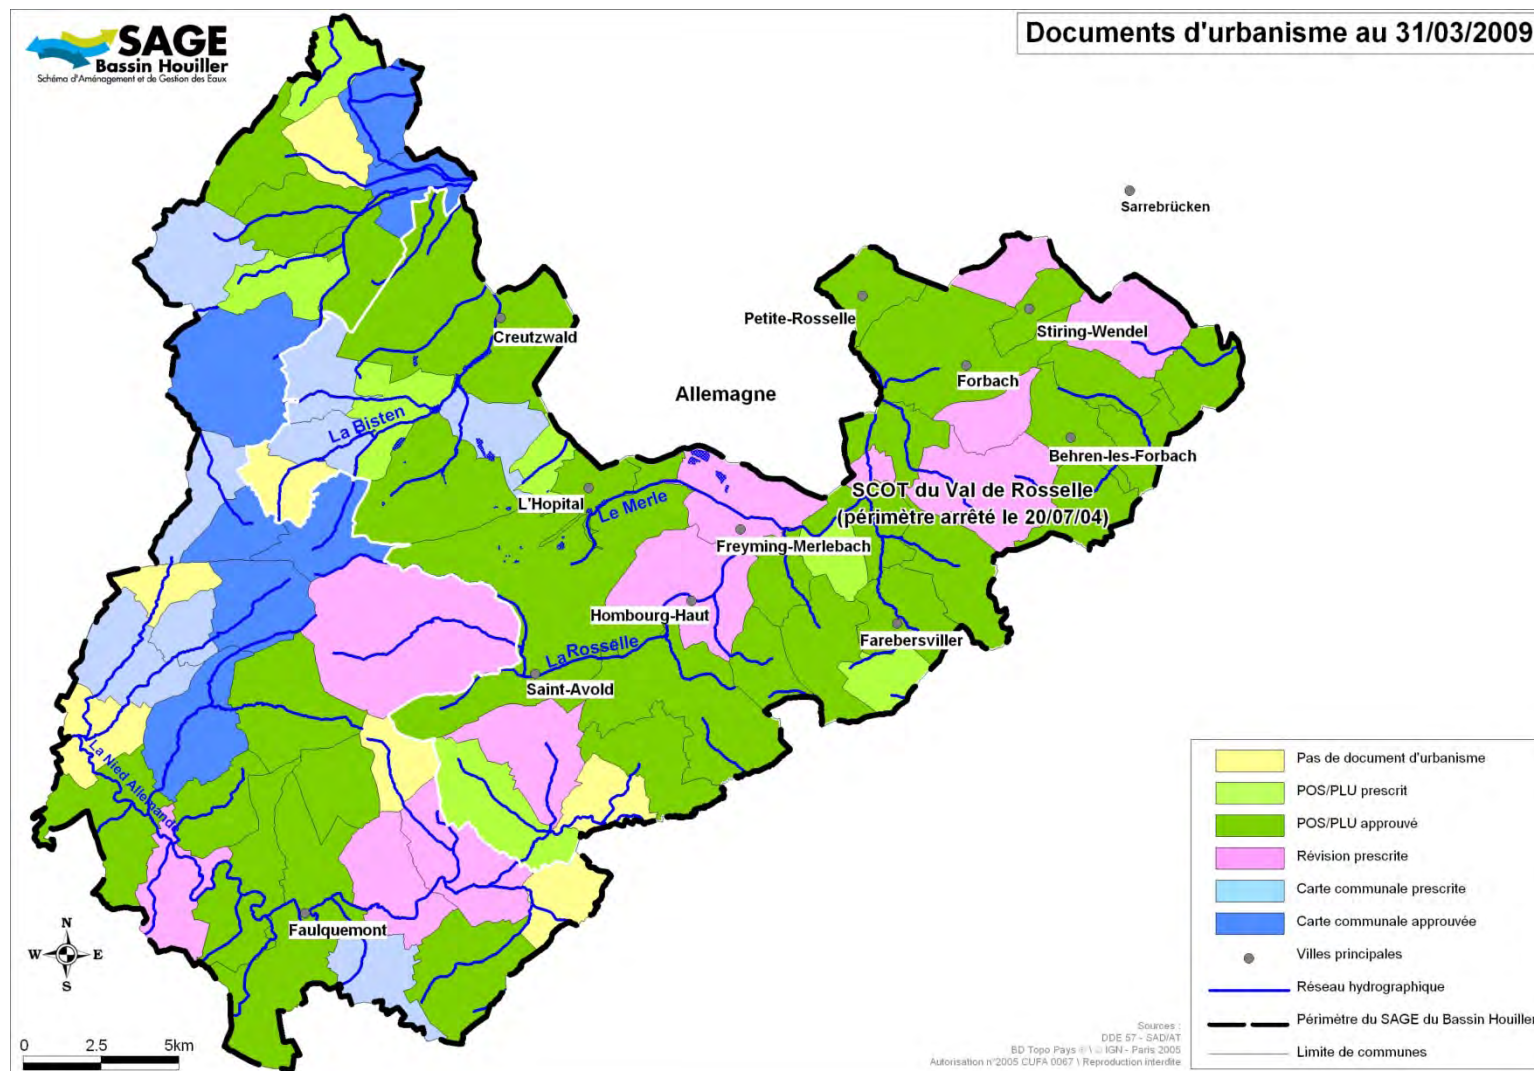 SAGE
Bassin Houiller
Schéma d'Aménagement et de Gestion des Eaux
Documents d'urbanisme au 31/03/2009
Sarrebrücken
Petite-Rosselle
Stiring-Wendel
Creutzwald
Forbach
Allemagne
La Bisten
Behren-les-Forbach
SCOT du Val de Rosselle
(périmètre arrêté le 20/07/04)
L'Hopital
Le Merle
Freyming-Merlebach
Hombourg-Haut
Farebersviller
La Rosselle
Saint-Avold
La Nied Allemande
Faulquemont
Pas de document d'urbanisme
POS/PLU prescrit
POS/PLU approuvé
Révision prescrite
Carte communale prescrite
Carte communale approuvée
Villes principales
Réseau hydrographique
Périmètre du SAGE du Bassin Houiller
Limite de communes
N
W E
S
0 2.5 5km
Sources :
DDE 57 - SAD/AT
BD Topo Pays ® \ © IGN - Paris 2005
Autorisation n°2005 CUFA 0067 \ Reproduction interdite